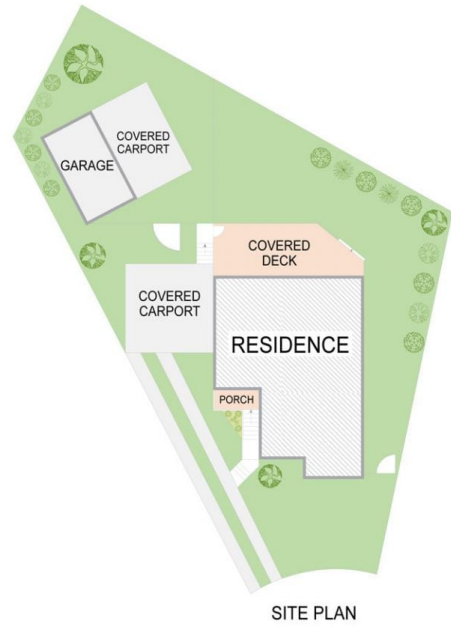 COVERED
CARPORT
GARAGE
COVERED
DECK
COVERED
CARPORT
RESIDENCE
PORCH
SITE PLAN